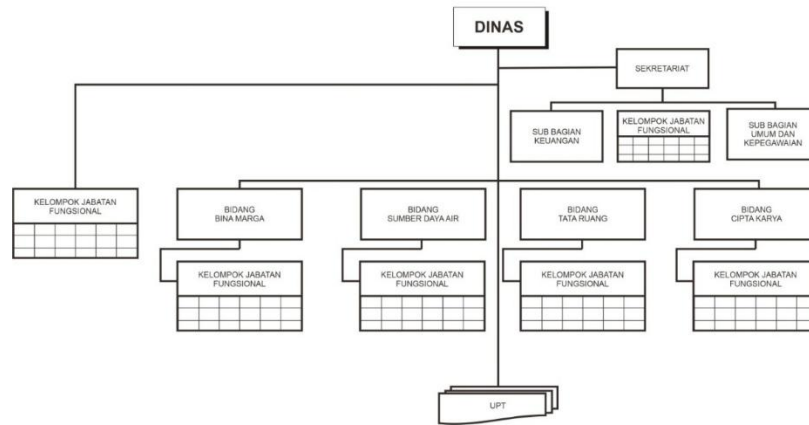 DINAS
SEKRETARIAT
SUB BAGIAN
KEUANGAN
KELOMPOK JABATAN
FUNGSIONAL
SUB BAGIAN
UMUM DAN
KEPEGAWAIAN
KELOMPOK JABATAN
FUNGSIONAL
BIDANG
BINA MARGA
BIDANG
SUMBER DAYA AIR
BIDANG
TATA RUANG
BIDANG
CIPTA KARYA
KELOMPOK JABATAN
FUNGSIONAL
KELOMPOK JABATAN
FUNGSIONAL
KELOMPOK JABATAN
FUNGSIONAL
KELOMPOK JABATAN
FUNGSIONAL
UPT